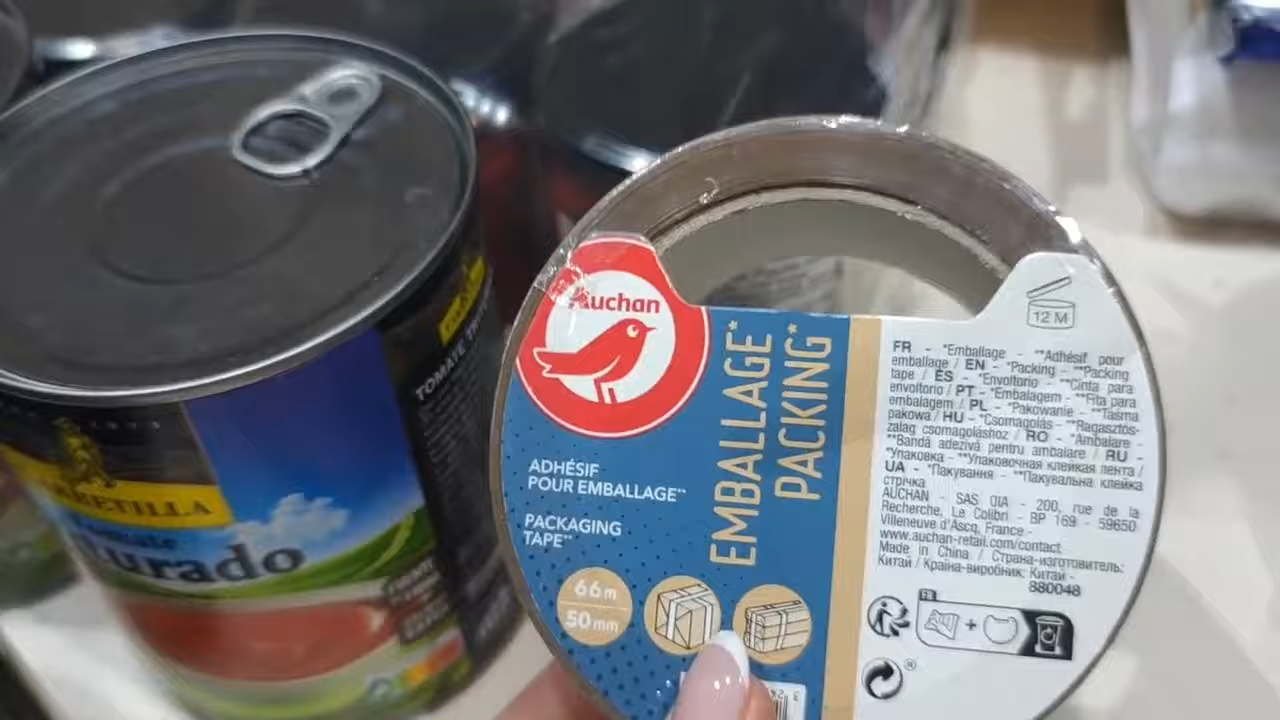 TOMATE
turado
RETILLA
Auchan
EMBALLAGE*
PACKING*
ADHÉSIF
POUR EMBALLAGE**
PACKAGING
TAPE**
66m
50mm
12 M
FR - *Emballage - **Adhésif pour
emballage / EN - *Packing - **Packing
tape / ES - *Envoltorio - **Cinta para
envoltorio / PT - *Embalagem - **Fita para
embalagem / PL - *Pakowanie - **Taśma
pakowa / HU - *Csomagolás - **Ragasztós-
zalag csomagoláshoz / RO - *Ambalare -
**Bandă adezivă pentru ambalare / RU -
*Упаковка - **Упаковочная клейкая лента /
UA - *Пакування - **Пакувальна клейка
стрічка
AUCHAN - SAS OIA - 200, rue de la
Recherche, Le Colibri - BP 169 - 59650
Villeneuve d'Ascq, France -
www.auchan-retail.com/contact
Made in China / Страна-изготовитель:
Китай / Країна-виробник: Китай -
880048
FR